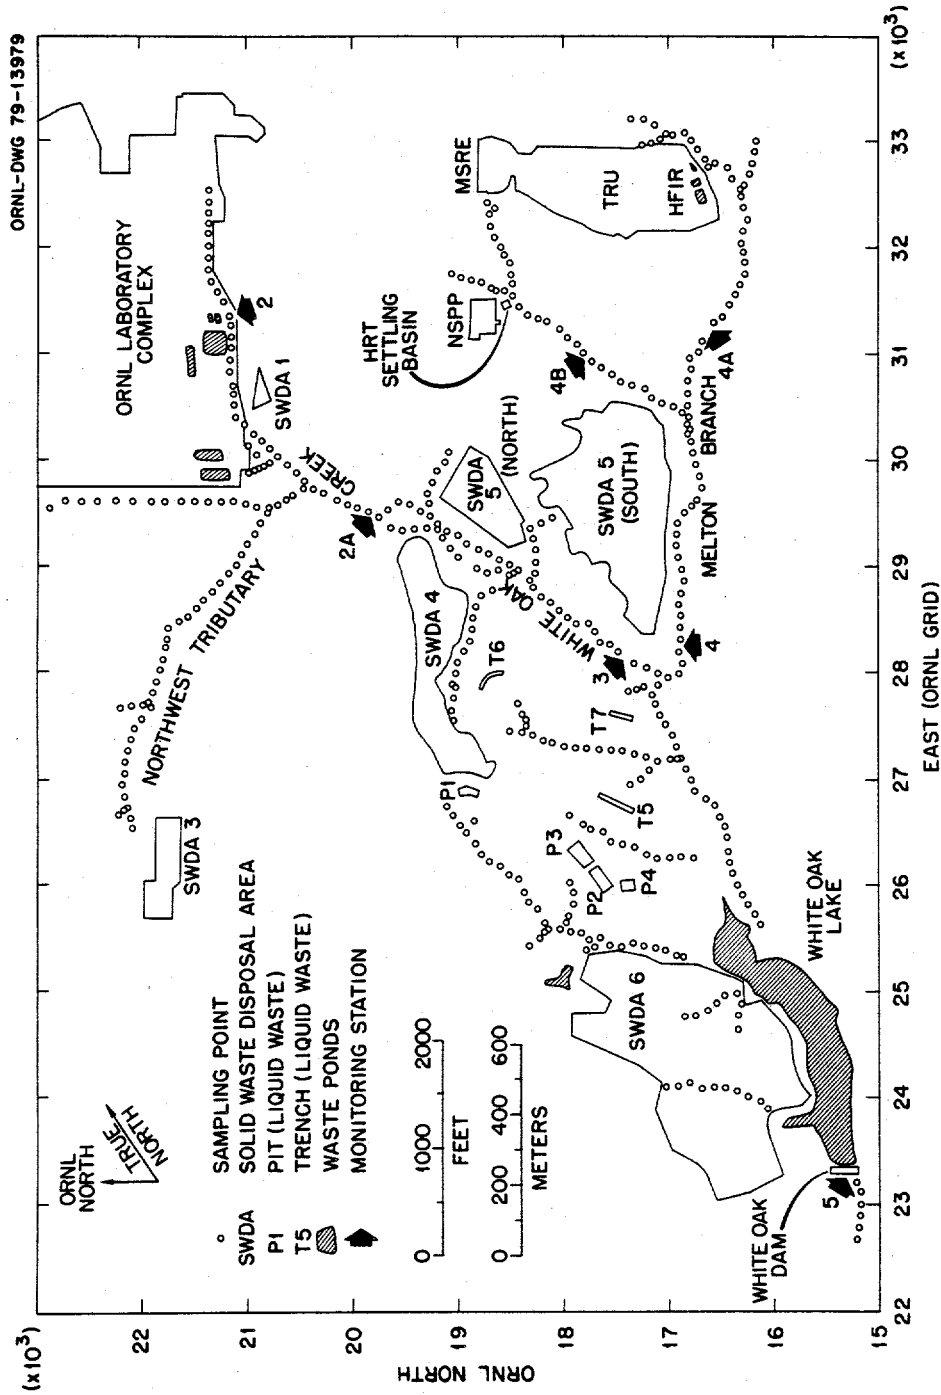 ORNL-DWG 79-13979
(x10³)
22
21
20
19
18
17
16
15
ORNL NORTH
22
23
24
25
26
27
28
29
30
31
32
33
(x10³)
EAST (ORNL GRID)
ORNL
NORTH
TRUE
NORTH
SAMPLING POINT
SWDA SOLID WASTE DISPOSAL AREA
P1 PIT (LIQUID WASTE)
T5 TRENCH (LIQUID WASTE)
WASTE PONDS
MONITORING STATION
0 1000 2000
FEET
0 200 400 600
METERS
ORNL LABORATORY
COMPLEX
SWDA 1
2
NORTHWEST TRIBUTARY
SWDA 3
WHITE OAK CREEK
2A
SWDA 4
SWDA
5
(NORTH)
SWDA 5
(SOUTH)
HRT
SETTLING
BASIN
NSPP
MSRE
TRU
HFIR
4B
4A
MELTON BRANCH
4
3
T6
T7
T5
P1
P3
P2
P4
SWDA 6
WHITE OAK
LAKE
WHITE OAK
DAM
5